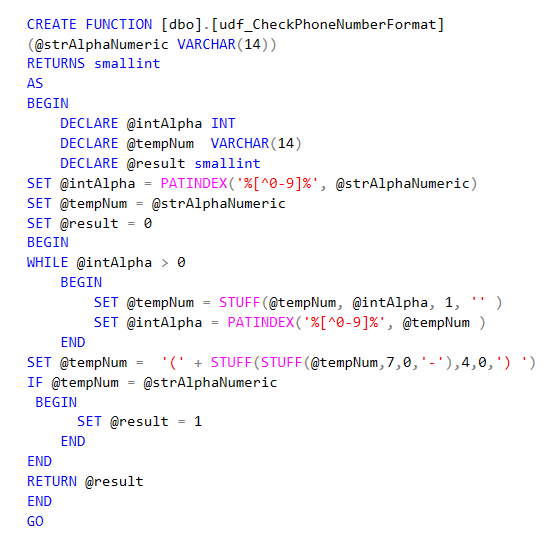 CREATE FUNCTION [dbo].[udf_CheckPhoneNumberFormat]
(@strAlphaNumeric VARCHAR(14))
RETURNS smallint
AS
BEGIN
    DECLARE @intAlpha INT
    DECLARE @tempNum  VARCHAR(14)
    DECLARE @result smallint
SET @intAlpha = PATINDEX('%[^0-9]%', @strAlphaNumeric)
SET @tempNum = @strAlphaNumeric
SET @result = 0
BEGIN
WHILE @intAlpha > 0
    BEGIN
        SET @tempNum = STUFF(@tempNum, @intAlpha, 1, '' )
        SET @intAlpha = PATINDEX('%[^0-9]%', @tempNum )
    END
SET @tempNum =  '(' + STUFF(STUFF(@tempNum,7,0,'-'),4,0,') ')
IF @tempNum = @strAlphaNumeric
 BEGIN
      SET @result = 1
    END
END
RETURN @result
END
GO